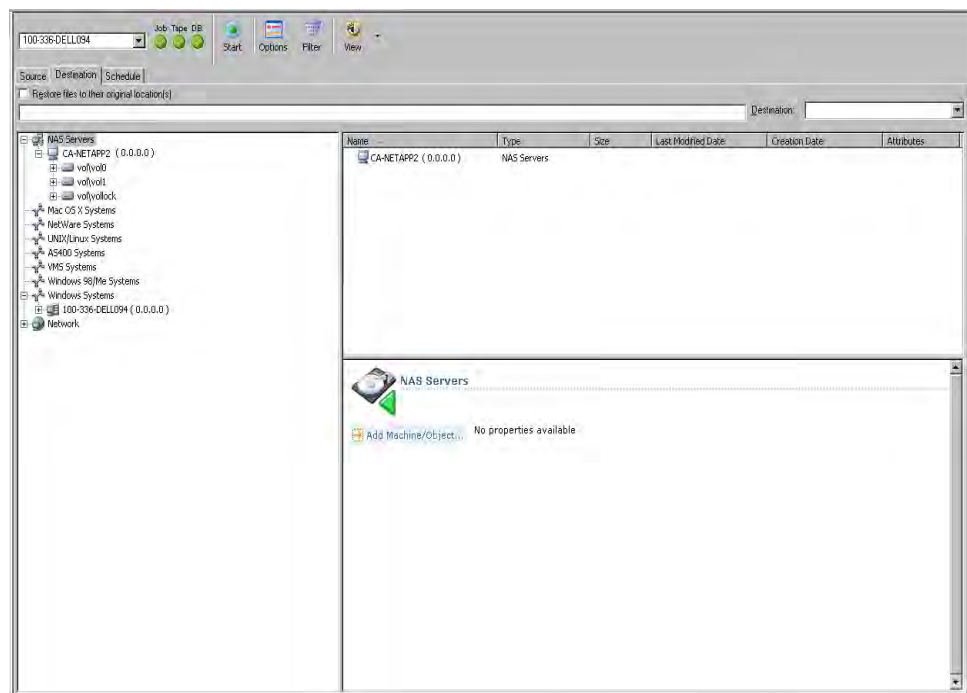 100-336-DELL094
Job Tape DB
Start Options Filter View
Source Destination Schedule
Restore files to their original location(s)
Destination:
NAS Servers
CA-NETAPP2 (0.0.0.0)
vol\vol0
vol\vol1
vol\vollock
Mac OS X Systems
NetWare Systems
UNIX/Linux Systems
AS400 Systems
VMS Systems
Windows 98/Me Systems
Windows Systems
100-336-DELL094 (0.0.0.0)
Network
Name Type Size Last Modified Date Creation Date Attributes
CA-NETAPP2 (0.0.0.0) NAS Servers
NAS Servers
Add Machine/Object... No properties available